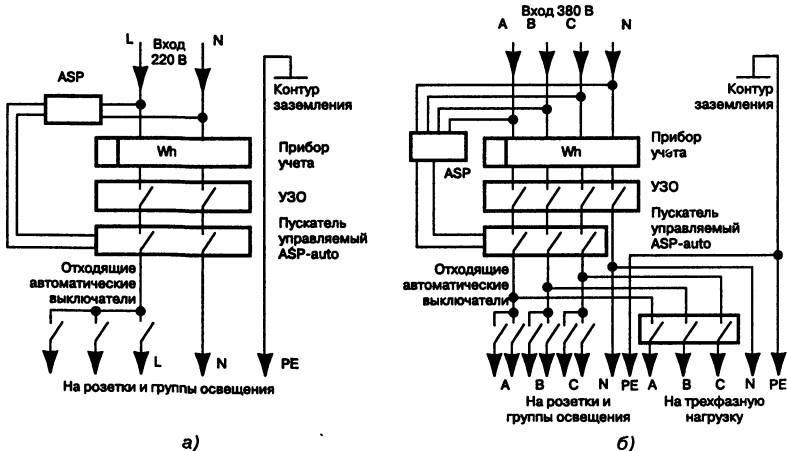 L
Вход
220 В
N
ASP
Контур
заземления
Wh
Прибор
учета
УЗО
Пускатель
управляемый
ASP-auto
Отходящие
автоматические
выключатели
L
N
PE
На розетки и группы освещения
а)
Вход 380 В
A
B
C
N
Контур
заземления
ASP
Wh
Прибор
учета
УЗО
Пускатель
управляемый
ASP-auto
Отходящие
автоматические
выключатели
A
B
C
N
PE
A
B
C
N
PE
На розетки и
группы освещения
На трехфазную
нагрузку
б)